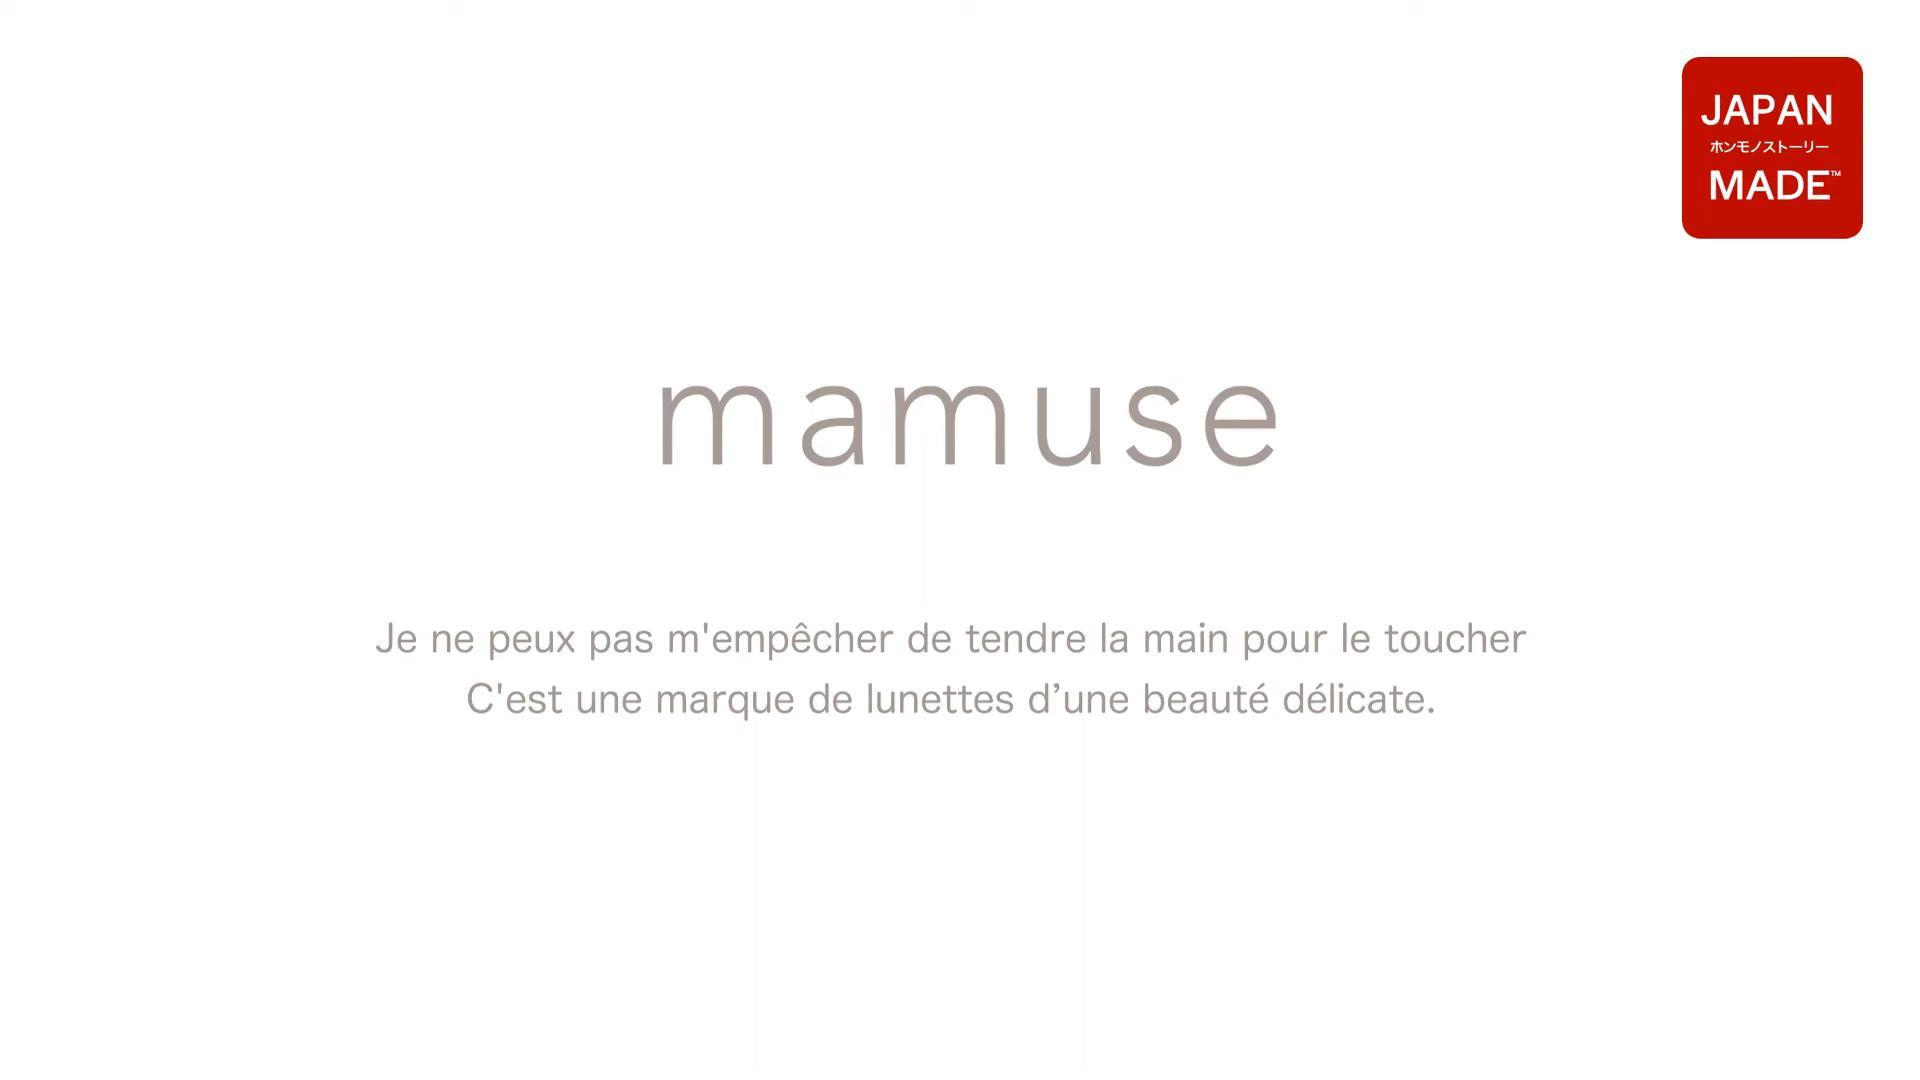 JAPAN
ホンモノストーリー
MADE™
mamuse
Je ne peux pas m'empêcher de tendre la main pour le toucher
C'est une marque de lunettes d’une beauté délicate.